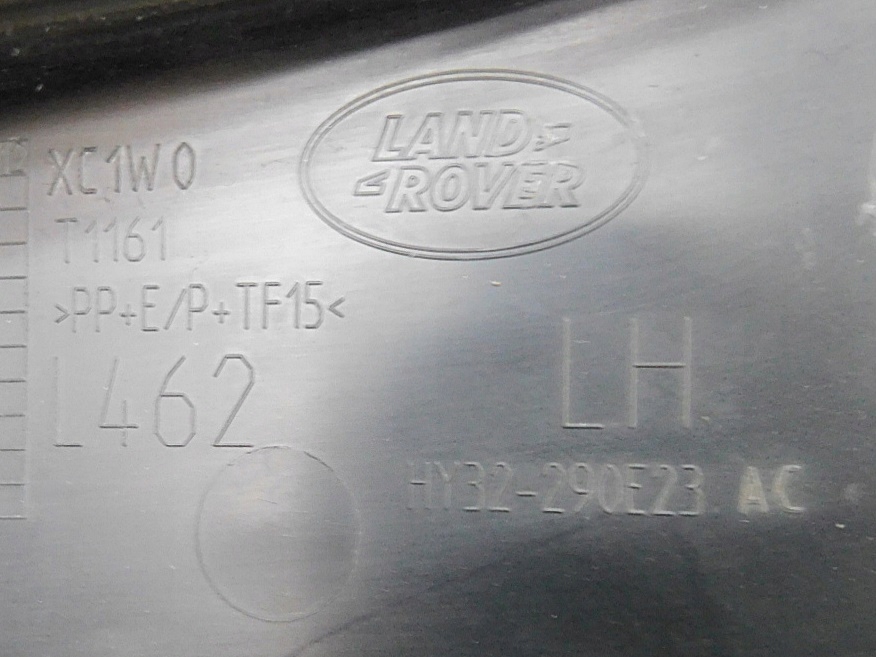 LAND
ROVER
XC1W0
T1161
>PP+E/P+TF15<
L462
LH
HY32-290E23 AC